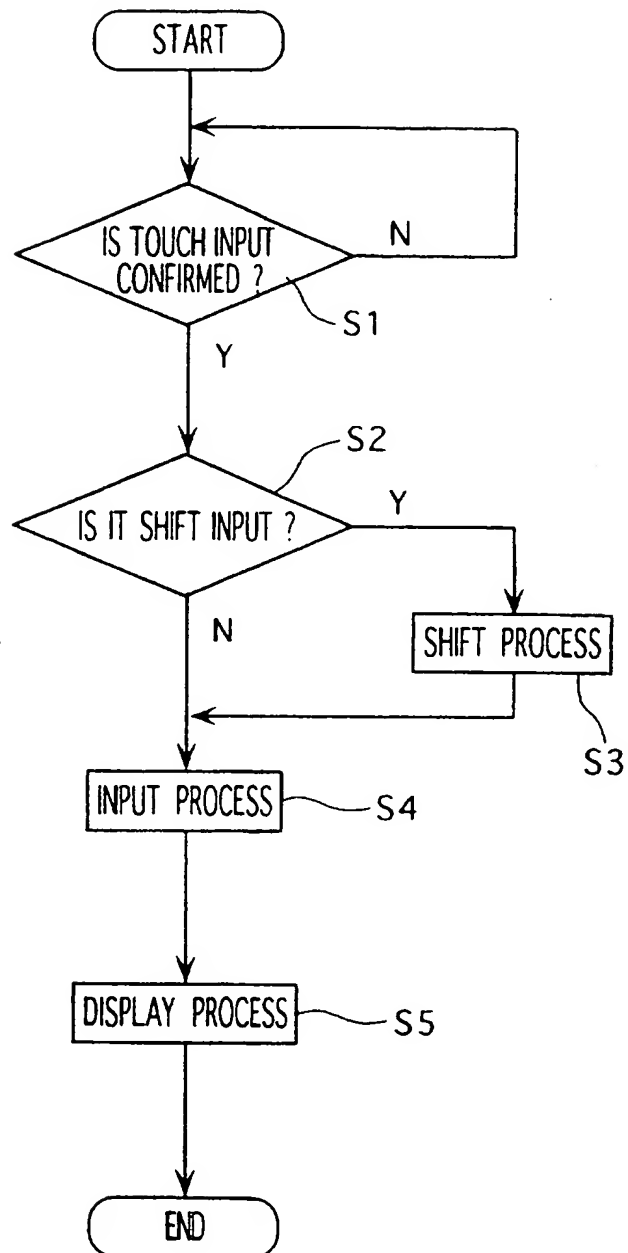 START
IS TOUCH INPUT
CONFIRMED ?
N
S1
Y
S2
IS IT SHIFT INPUT ?
Y
N
SHIFT PROCESS
S3
INPUT PROCESS
S4
DISPLAY PROCESS
S5
END